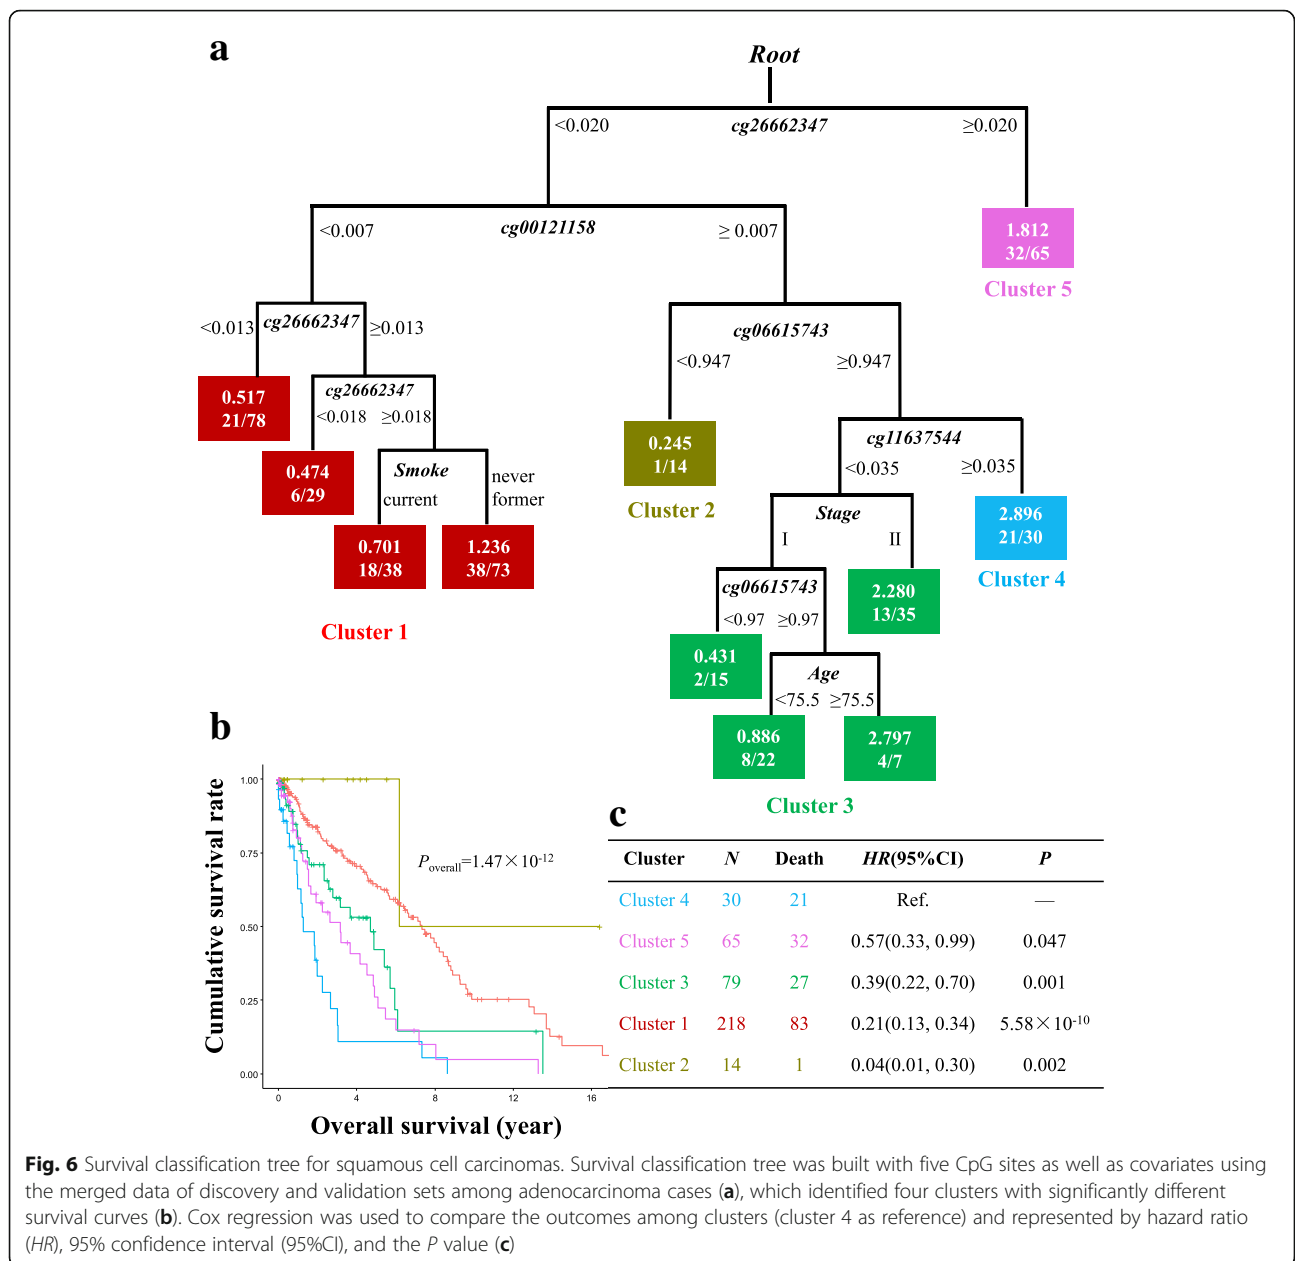 a
Root
<0.020
cg26662347
≥0.020
<0.007
cg00121158
≥ 0.007
1.812
32/65
Cluster 5
<0.013
cg26662347
≥0.013
cg06615743
<0.947
≥0.947
0.517
21/78
cg26662347
<0.018
≥0.018
0.245
1/14
Cluster 2
cg11637544
<0.035
≥0.035
0.474
6/29
Smoke
current
never
former
Stage
I
II
2.896
21/30
Cluster 4
0.701
18/38
1.236
38/73
Cluster 1
cg06615743
<0.97
≥0.97
2.280
13/35
0.431
2/15
Age
<75.5
≥75.5
0.886
8/22
2.797
4/7
Cluster 3
b
Cumulative survival rate
1.00
0.75
0.50
0.25
0.00
Poverall=1.47×10-12
0
4
8
12
16
Overall survival (year)
c
Cluster N Death HR(95%CI) P
Cluster 4 30 21 Ref. —
Cluster 5 65 32 0.57(0.33, 0.99) 0.047
Cluster 3 79 27 0.39(0.22, 0.70) 0.001
Cluster 1 218 83 0.21(0.13, 0.34) 5.58×10-10
Cluster 2 14 1 0.04(0.01, 0.30) 0.002
Fig. 6 Survival classification tree for squamous cell carcinomas. Survival classification tree was built with five CpG sites as well as covariates using
the merged data of discovery and validation sets among adenocarcinoma cases (a), which identified four clusters with significantly different
survival curves (b). Cox regression was used to compare the outcomes among clusters (cluster 4 as reference) and represented by hazard ratio
(HR), 95% confidence interval (95%CI), and the P value (c)